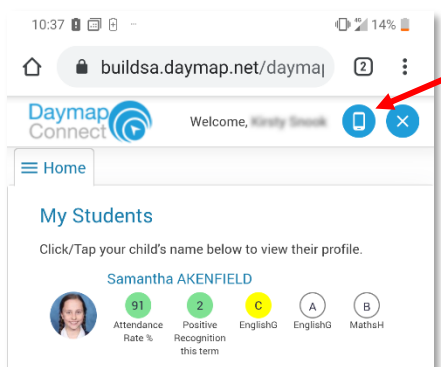 10:37 14%
buildsa.daymap.net/daymap 2
Daymap
Connect
Welcome,
Home
My Students
Click/Tap your child's name below to view their profile.
Samantha AKENFIELD
91 2 C A B
Attendance Positive EnglishG EnglishG MathsH
Rate % Recognition
this term